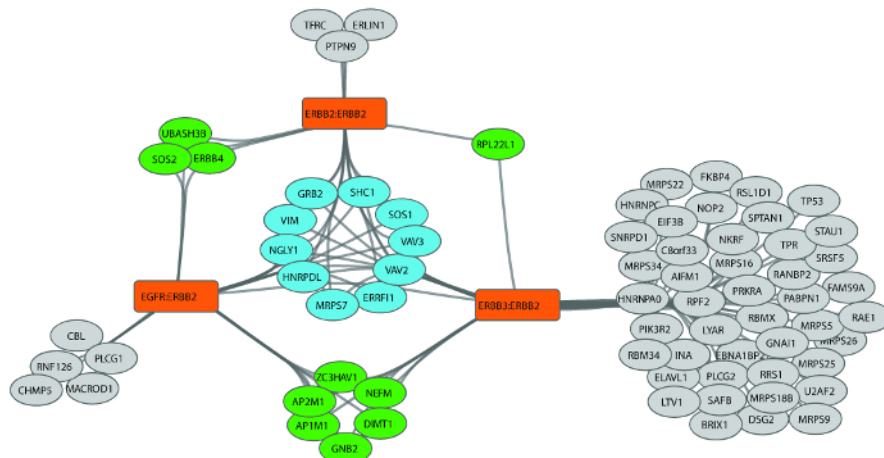 TFRC
ERLIN1
PTPN9
ERBB2:ERBB2
UBASH3B
SOS2
ERBB4
RPL22L1
GRB2
SHC1
VIM
SOS1
NGLY1
VAV3
HNRPDL
VAV2
MRPS7
ERRFI1
EGFR:ERBB2
ERBB3:ERBB2
CBL
RNF126
PLCG1
CHMP5
MACROD1
ZC3HAV1
NEFM
AP2M1
AP1M1
DIMT1
GNB2
MRPS22
FKBP4
RSL1D1
TP53
HNRNPC
NOP2
SPTAN1
EIF3B
STAU1
SNRPD1
C8orf33
NKRF
TPR
SRSF5
MRPS34
MRPS16
RANBP2
AIFM1
FAM59A
HNRNPA0
RPF2
PRKRA
PABPN1
RAE1
RBMX
PIK3R2
LYAR
MRPS5
GNAI1
MRPS26
RBM34
INA
EBNA1BP2
MRPS25
ELAVL1
PLCG2
RRS1
U2AF2
LTV1
SAFB
MRPS18B
BRIX1
DSG2
MRPS9